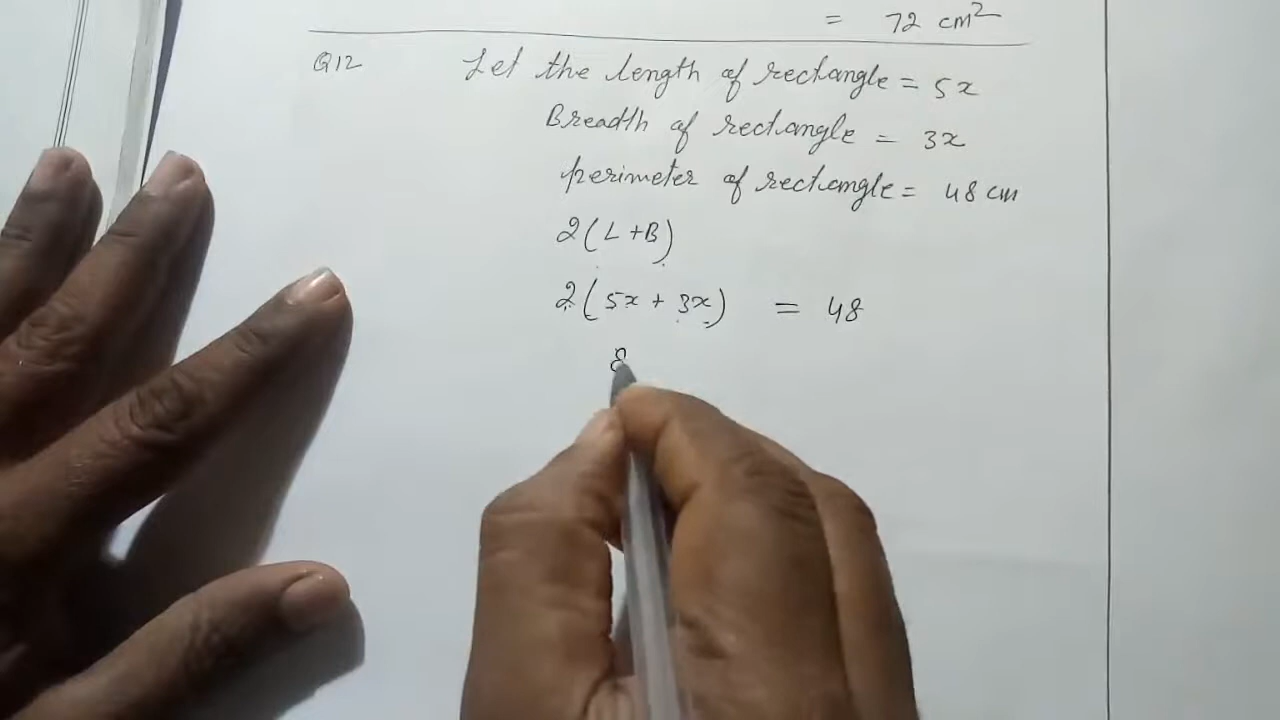 = 72 cm²
Q12 Let the length of rectangle = 5x
Breadth of rectangle = 3x
perimeter of rectangle = 48 cm
2(L+B)
2(5x + 3x) = 48
8